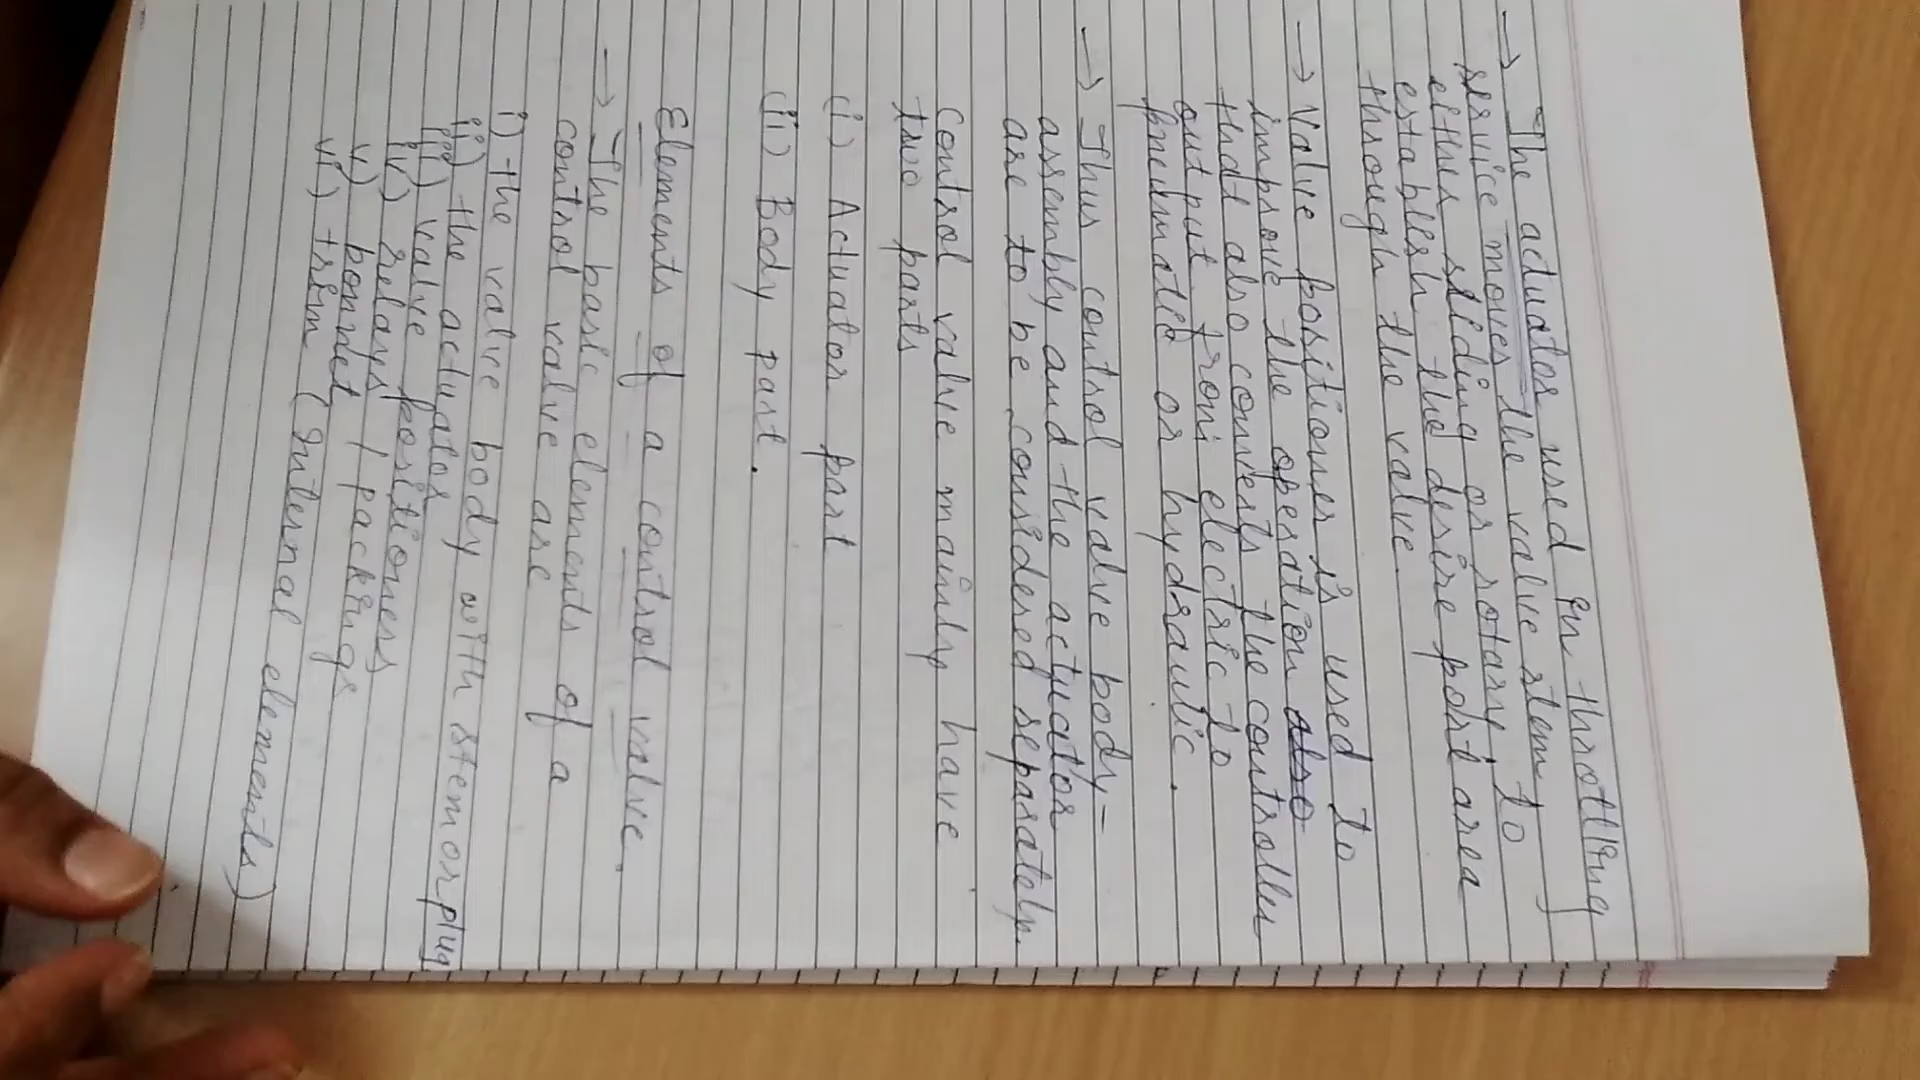 → The actuator used in throttling
service moves the valve stem
either sliding or rotary to
establish the desire port area
through the valve.
→ Valve positioner is used to
improve the operation also
that also converts the controller
output from electric to
pneumatic or hydraulic.
→ Thus control valve body-
assembly and the actuator
are to be considered separately.
Control valve mainly have
two parts
(i) Actuator part
(ii) Body part.
Elements of a control valve.
→ The basic elements of a
control valve are
i) the valve body with stem or plug
ii) the actuator
iii) valve positioners
iv) relays
v) bonnet / packings
vi) trim (Internal elements)